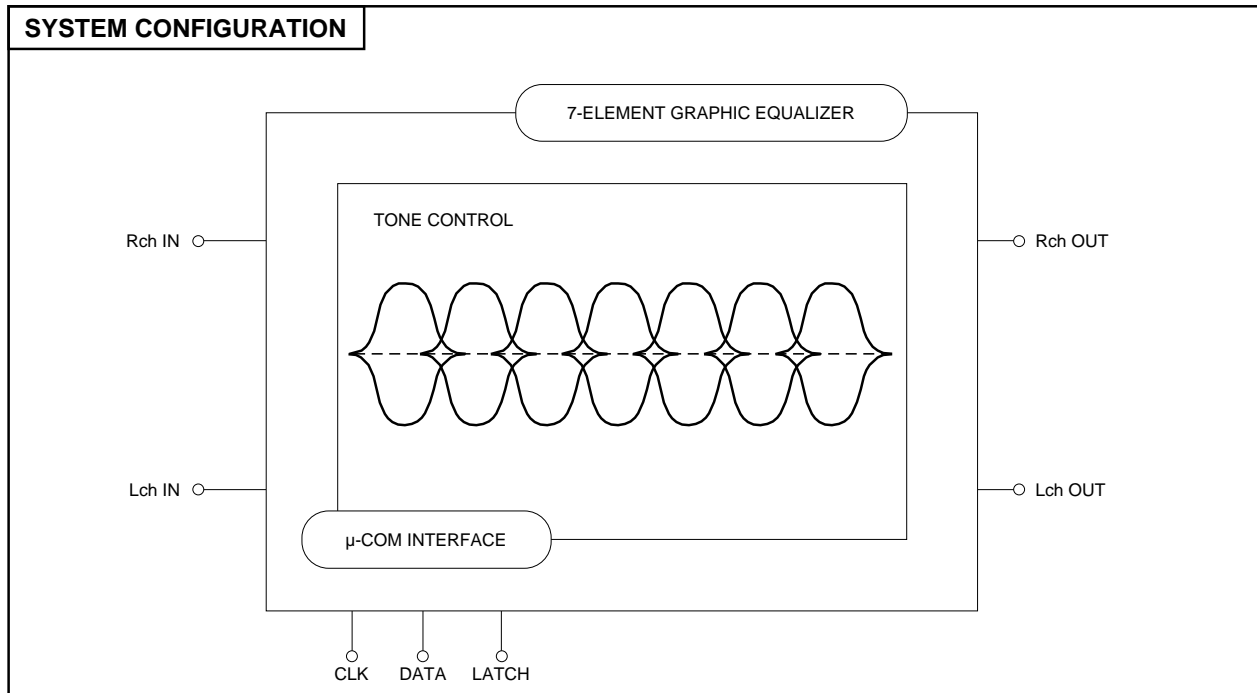 SYSTEM CONFIGURATION
7-ELEMENT GRAPHIC EQUALIZER
TONE CONTROL
Rch IN
Rch OUT
Lch IN
Lch OUT
µ-COM INTERFACE
CLK
DATA
LATCH